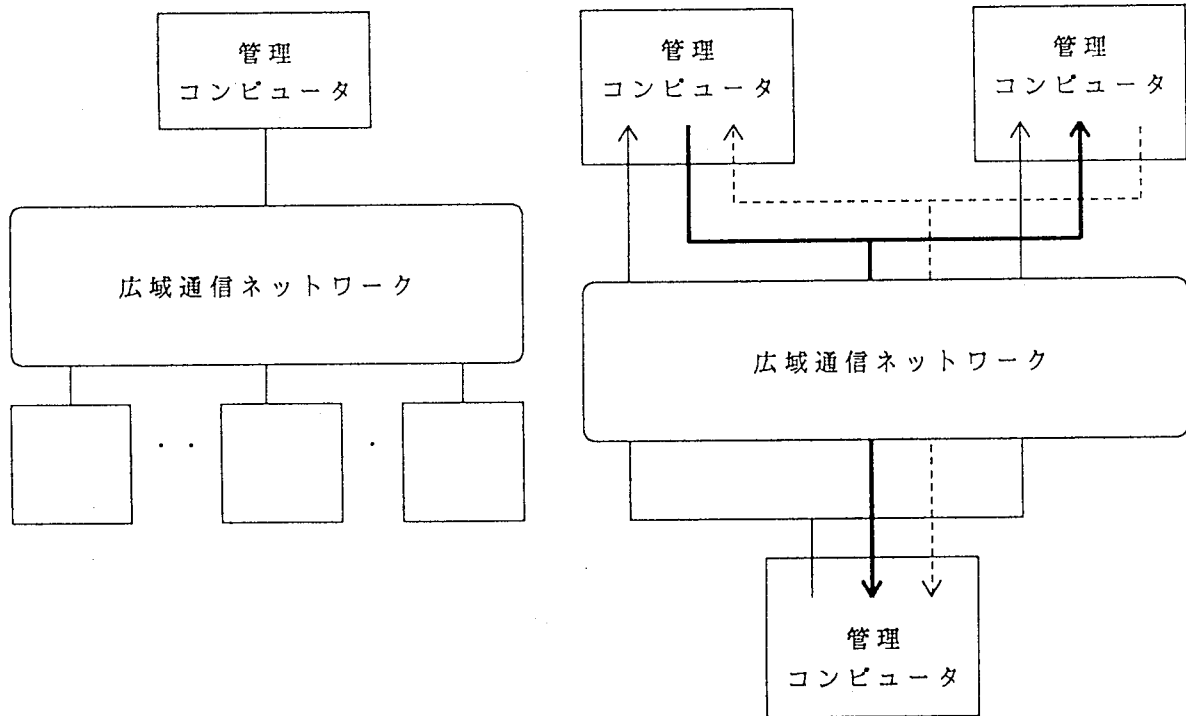 管理
コンピュータ
広域通信ネットワーク
管理
コンピュータ
管理
コンピュータ
広域通信ネットワーク
管理
コンピュータ